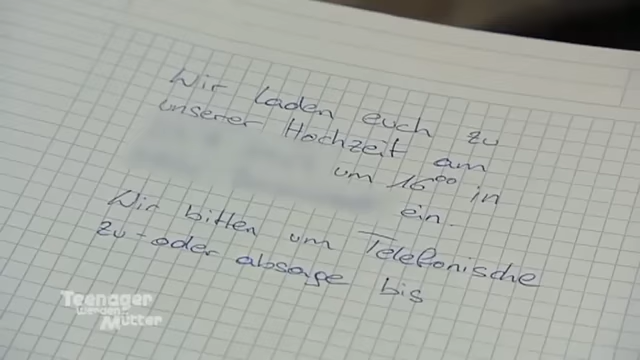 Wir laden euch zu
unserer Hochzeit am
um 16⁰⁰ in
ein.
Wir bitten um Telefonische
zu-oder absage bis
Teenager
werden
Mütter